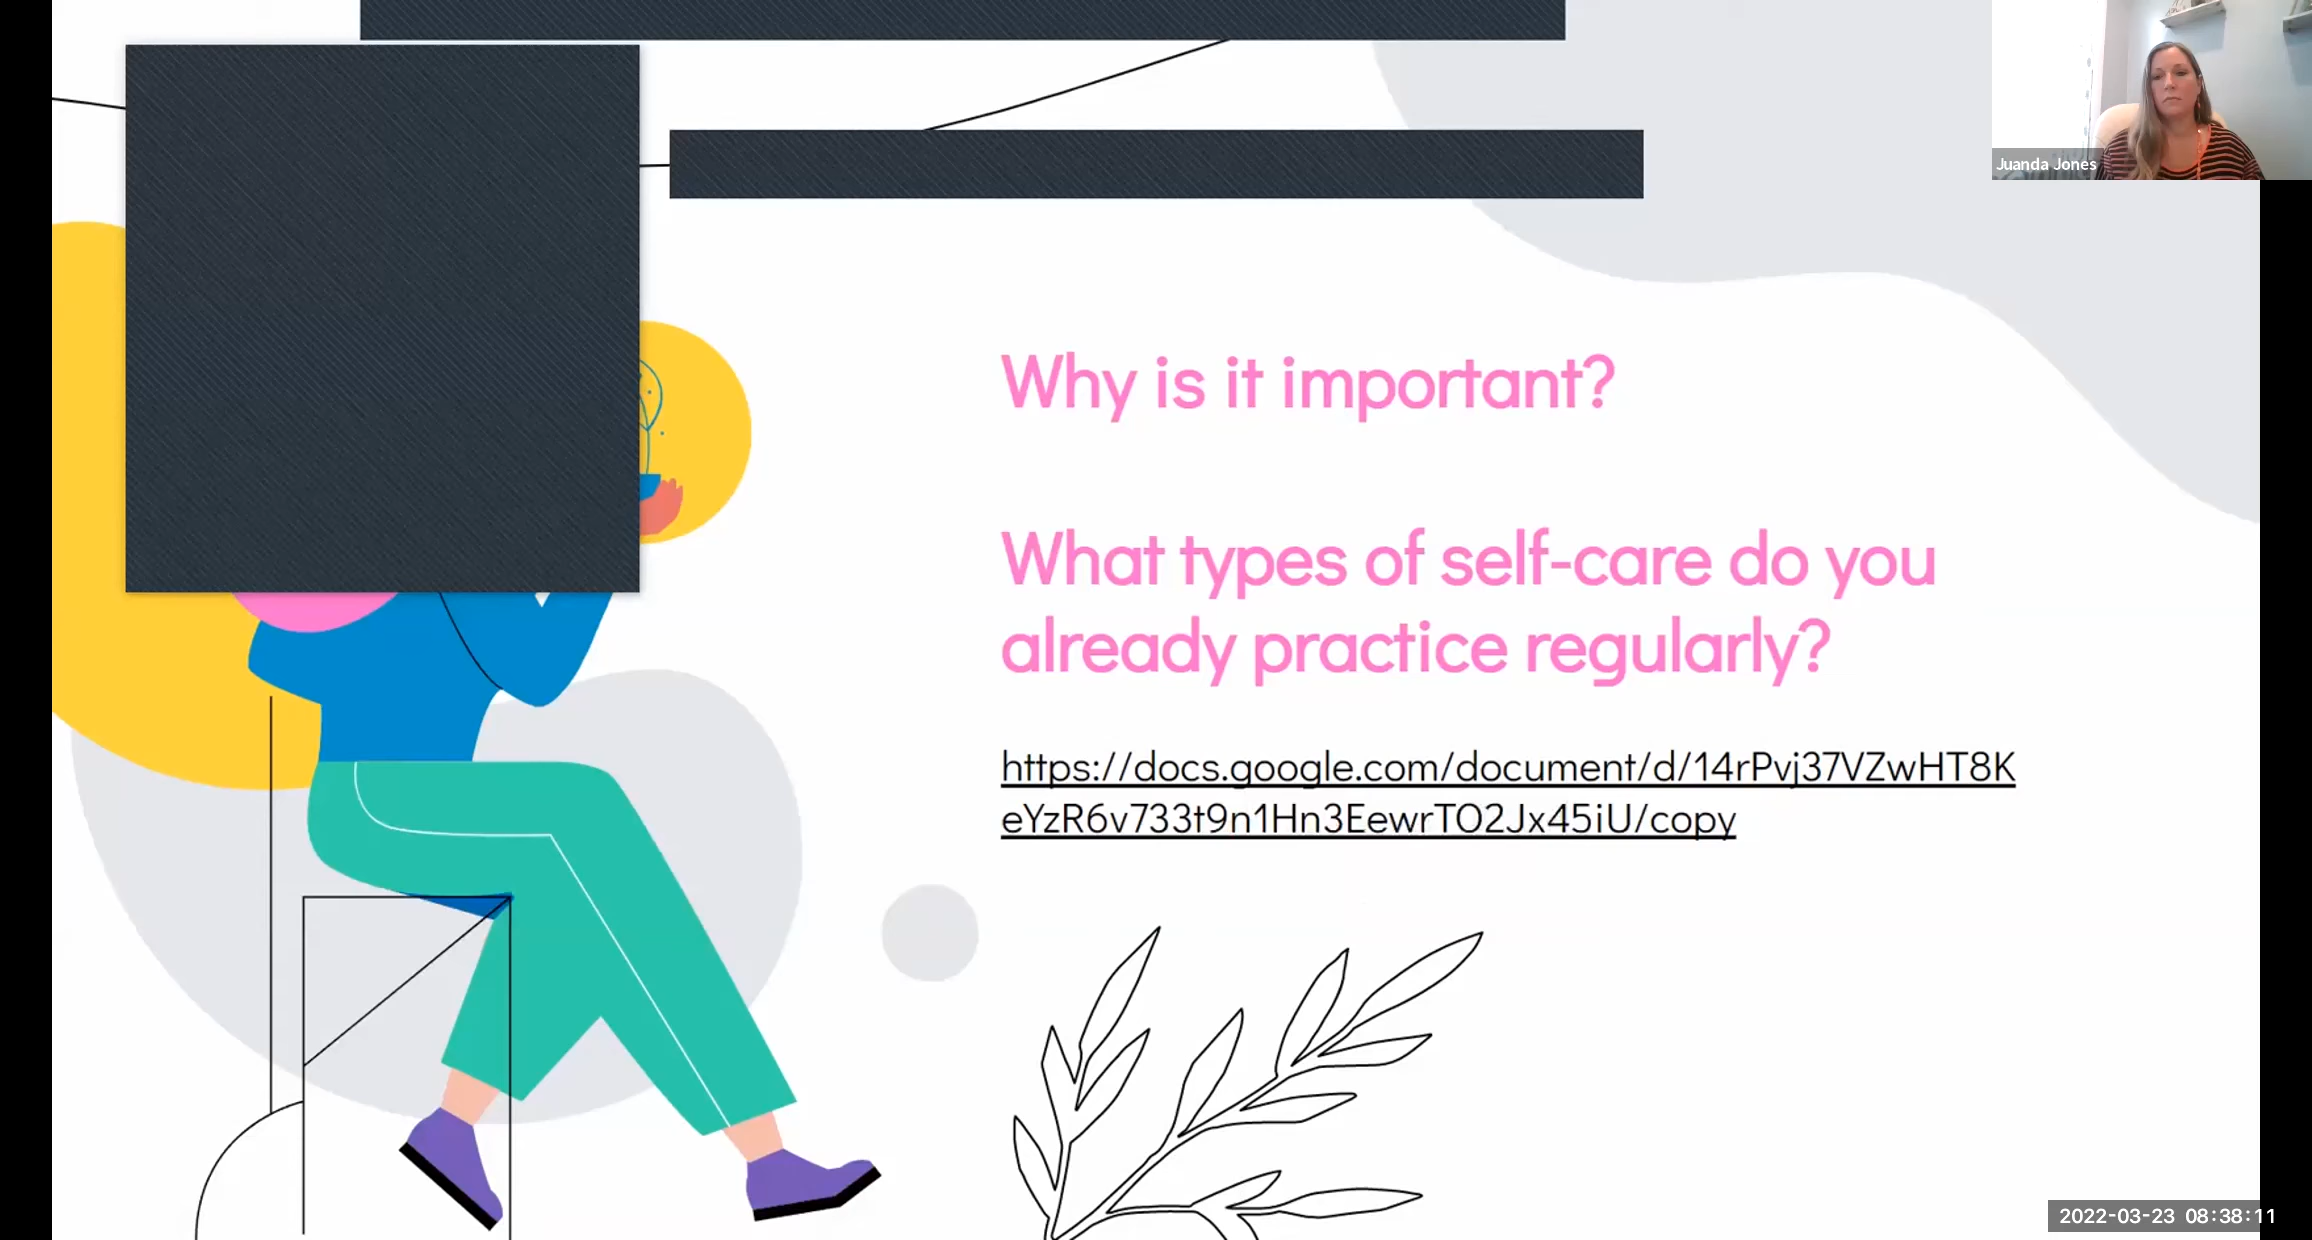 Juanda Jones
Why is it important?
What types of self-care do you
already practice regularly?
https://docs.google.com/document/d/14rPvj37VZwHT8K
eYzR6v733t9n1Hn3EewrTO2Jx45iU/copy
2022-03-23 08:38:11